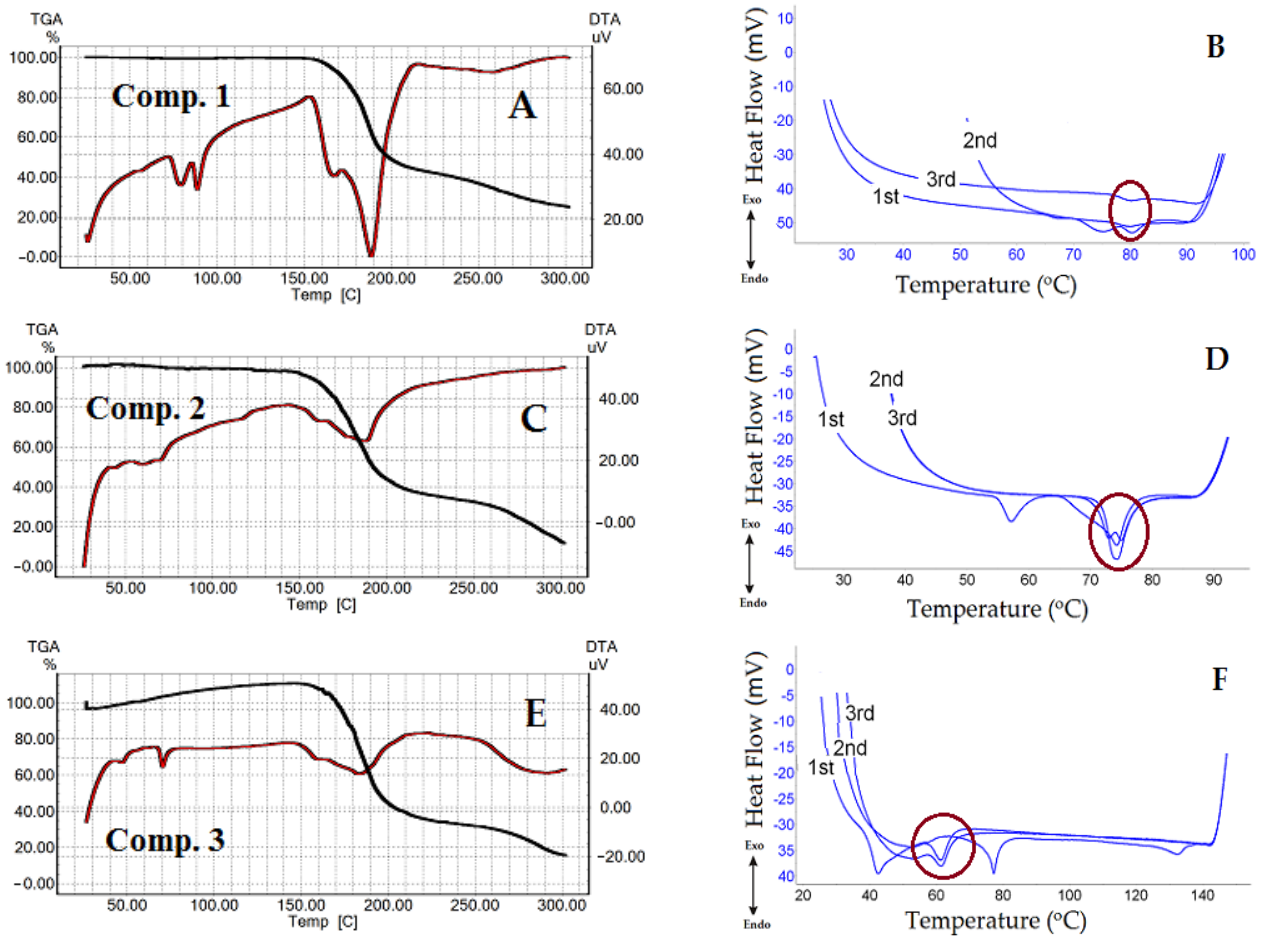 TGA
%
DTA
uV
100.00
80.00
60.00
40.00
20.00
-0.00
60.00
40.00
20.00
Comp. 1
A
50.00 100.00 150.00 200.00 250.00 300.00
Temp [C]
B
Heat Flow (mV)
10
0
-10
-20
-30
40
50
2nd
3rd
1st
Exo
Endo
30 40 50 60 70 80 90 100
Temperature (°C)
TGA
%
DTA
uV
100.00
80.00
60.00
40.00
20.00
-0.00
40.00
20.00
-0.00
Comp. 2
C
50.00 100.00 150.00 200.00 250.00 300.00
Temp [C]
D
Heat Flow (mV)
0
-5
-10
-15
-20
-25
-30
-35
-40
-45
2nd
1st
3rd
Exo
Endo
30 40 50 60 70 80 90
Temperature (°C)
TGA
%
DTA
uV
100.00
80.00
60.00
40.00
20.00
-0.00
40.00
20.00
0.00
-20.00
E
Comp. 3
50.00 100.00 150.00 200.00 250.00 300.00
Temp [C]
F
Heat Flow (mV)
0
-5
-10
-15
-20
-25
-30
35
40
3rd
2nd
1st
Exo
Endo
20 40 60 80 100 120 140
Temperature (°C)